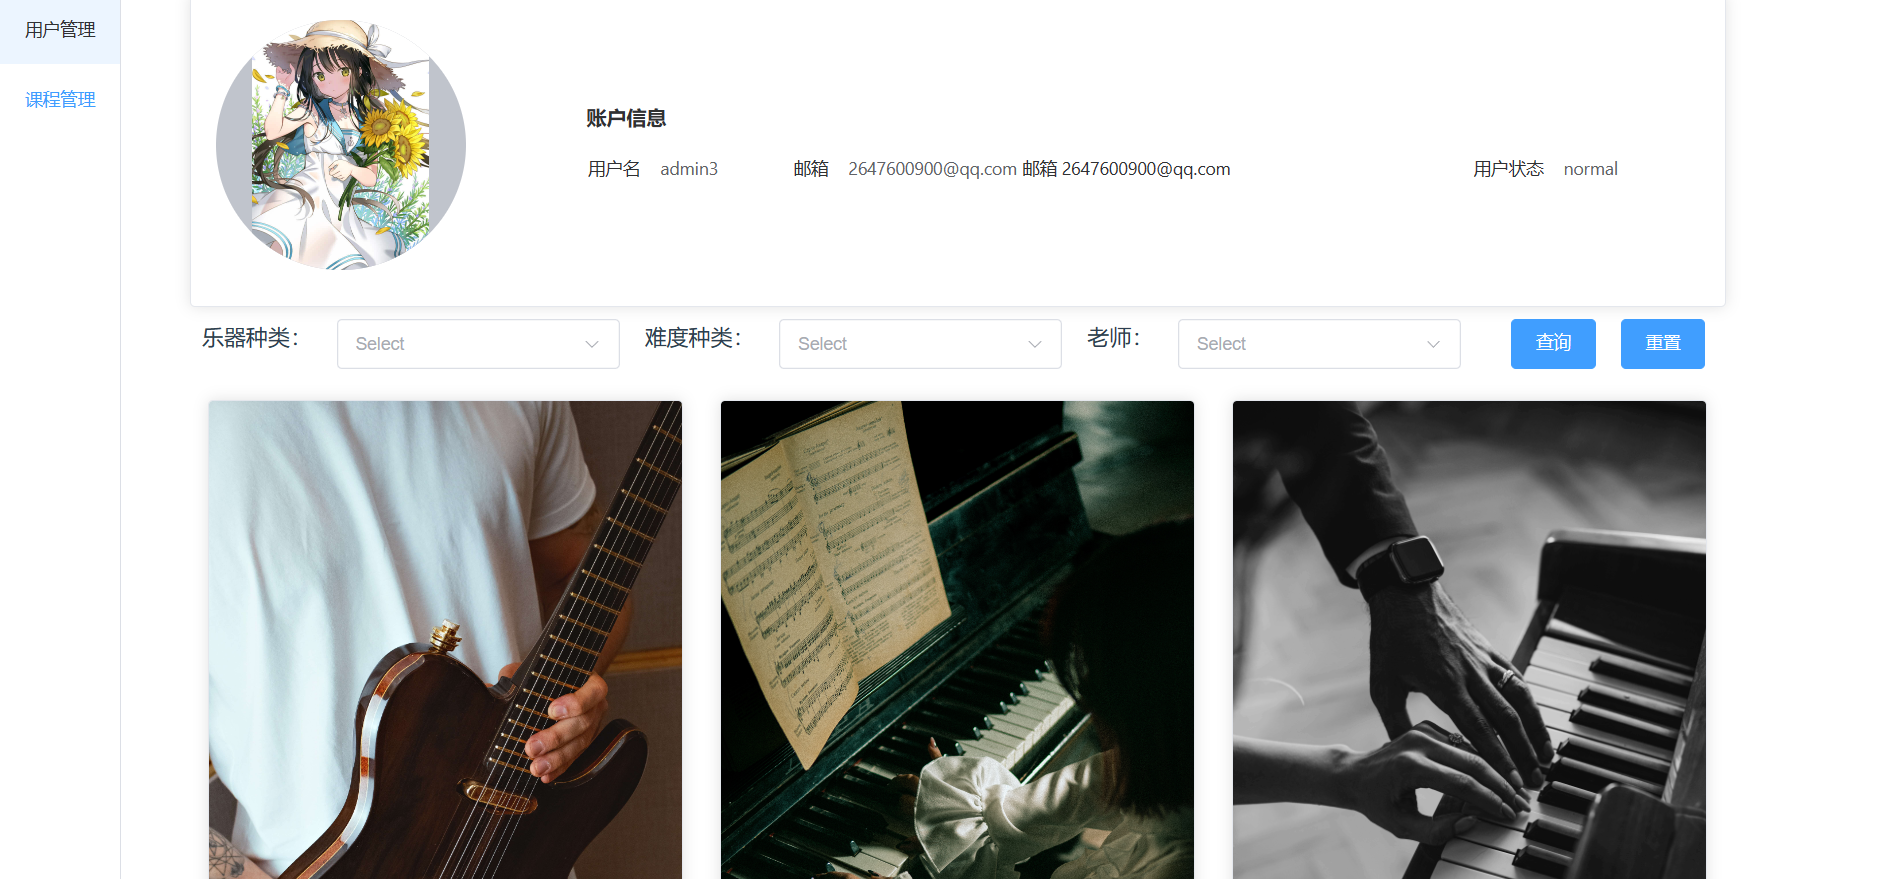 用户管理
课程管理
账户信息
用户名 admin3 邮箱 2647600900@qq.com 邮箱 2647600900@qq.com 用户状态 normal
乐器种类： Select 难度种类： Select 老师： Select 查询 重置